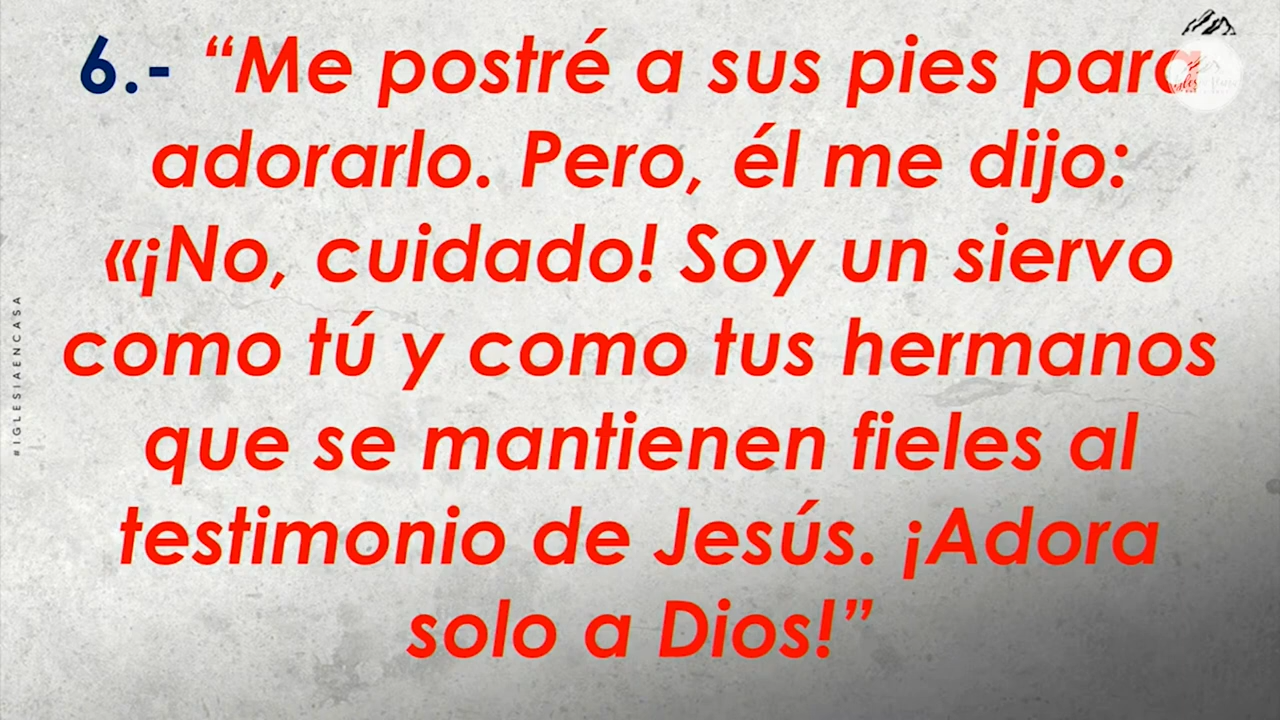 6.- “Me postré a sus pies para
adorarlo. Pero, él me dijo:
«¡No, cuidado! Soy un siervo
como tú y como tus hermanos
que se mantienen fieles al
testimonio de Jesús. ¡Adora
solo a Dios!”
#IGLESIAENCASA